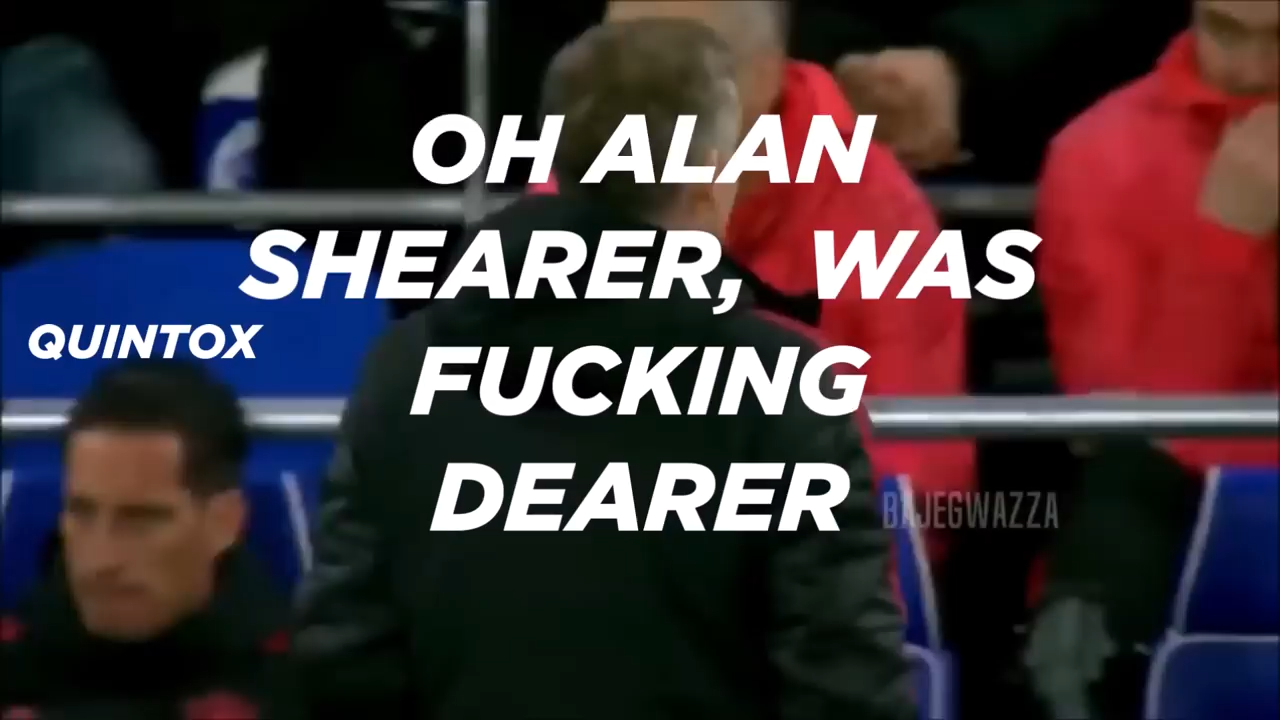 OH ALAN
SHEARER, WAS
FUCKING
DEARER
QUINTOX
BAJEGWAZZA